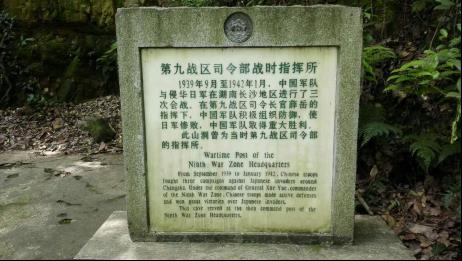 第九战区司令部战时指挥所
1939年9月至1942年1月，中国军队
与侵华日军在湖南长沙地区进行了三
次会战。在第九战区司令长官薛岳的
指挥下，中国军队积极组织防御，使
日军惨败，中国军队取得重大胜利。
此山洞曾为当时第九战区司令部
的指挥所。
Wartime Post of the
Ninth War Zone Headquarters
From September 1939 to January 1942, Chinese troops
fought three campaigns against Japanese invaders around
Changsha. Under the command of General Xue Yue, commander
of the Ninth War Zone, Chinese troops made active defenses
and won great victories over Japanese invaders.
This cave served as the then command post of the
Ninth War Zone Headquarters.